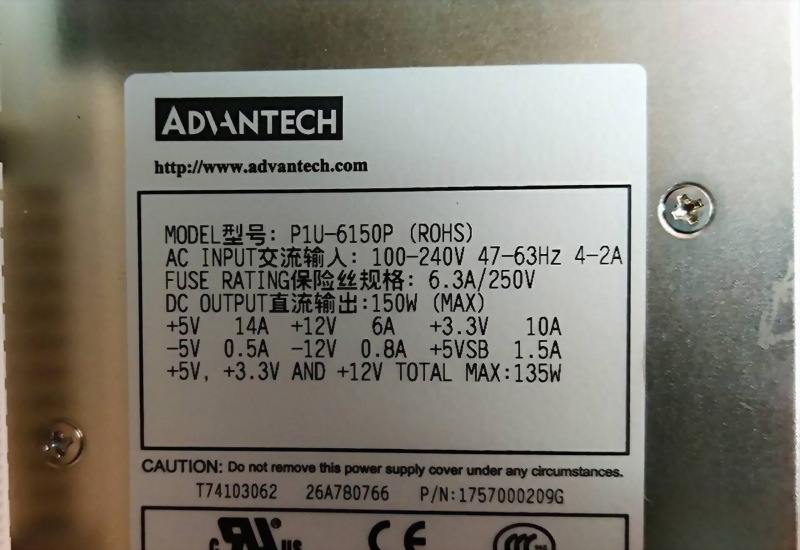 ADVANTECH
http://www.advantech.com
MODEL型号: P1U-6150P (ROHS)
AC INPUT交流输入: 100-240V 47-63Hz 4-2A
FUSE RATING保险丝规格: 6.3A/250V
DC OUTPUT直流输出:150W (MAX)
+5V 14A +12V 6A +3.3V 10A
-5V 0.5A -12V 0.8A +5VSB 1.5A
+5V, +3.3V AND +12V TOTAL MAX:135W
CAUTION: Do not remove this power supply cover under any circumstances.
T74103062 26A780766 P/N:1757000209G
c RU us CE CCC